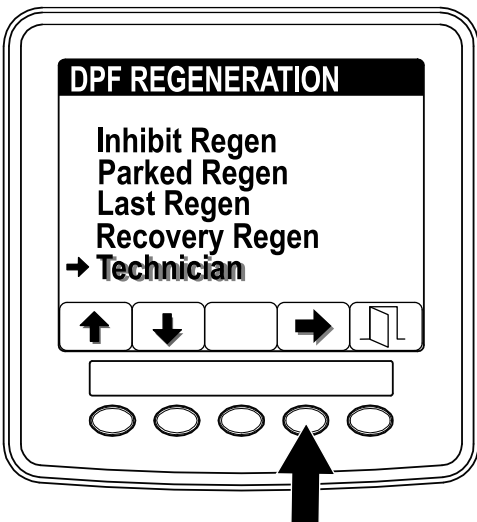 DPF REGENERATION
Inhibit Regen
Parked Regen
Last Regen
Recovery Regen
Technician